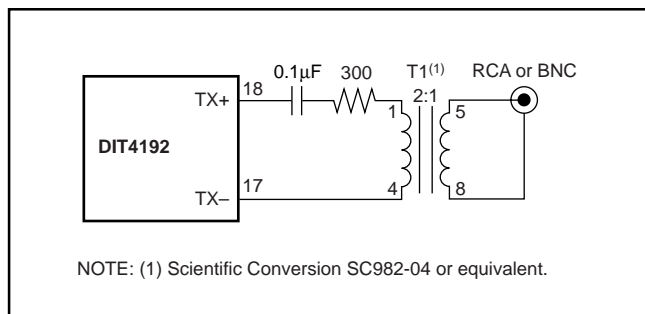 0.1µF 300 T1(1) RCA or BNC
TX+ 18 2:1
1 5
DIT4192
TX– 17 4 8
NOTE: (1) Scientific Conversion SC982-04 or equivalent.